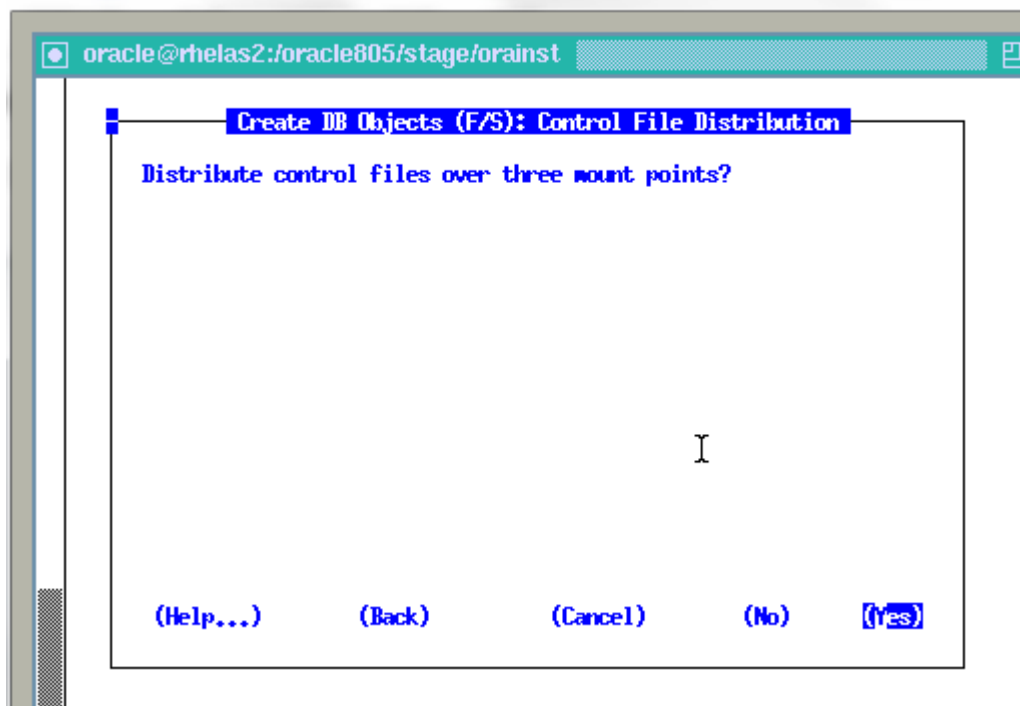 oracle@rhelas2:/oracle805/stage/orainst
Create DB Objects (F/S): Control File Distribution
Distribute control files over three mount points?
(Help...) (Back) (Cancel) (No) (Yes)